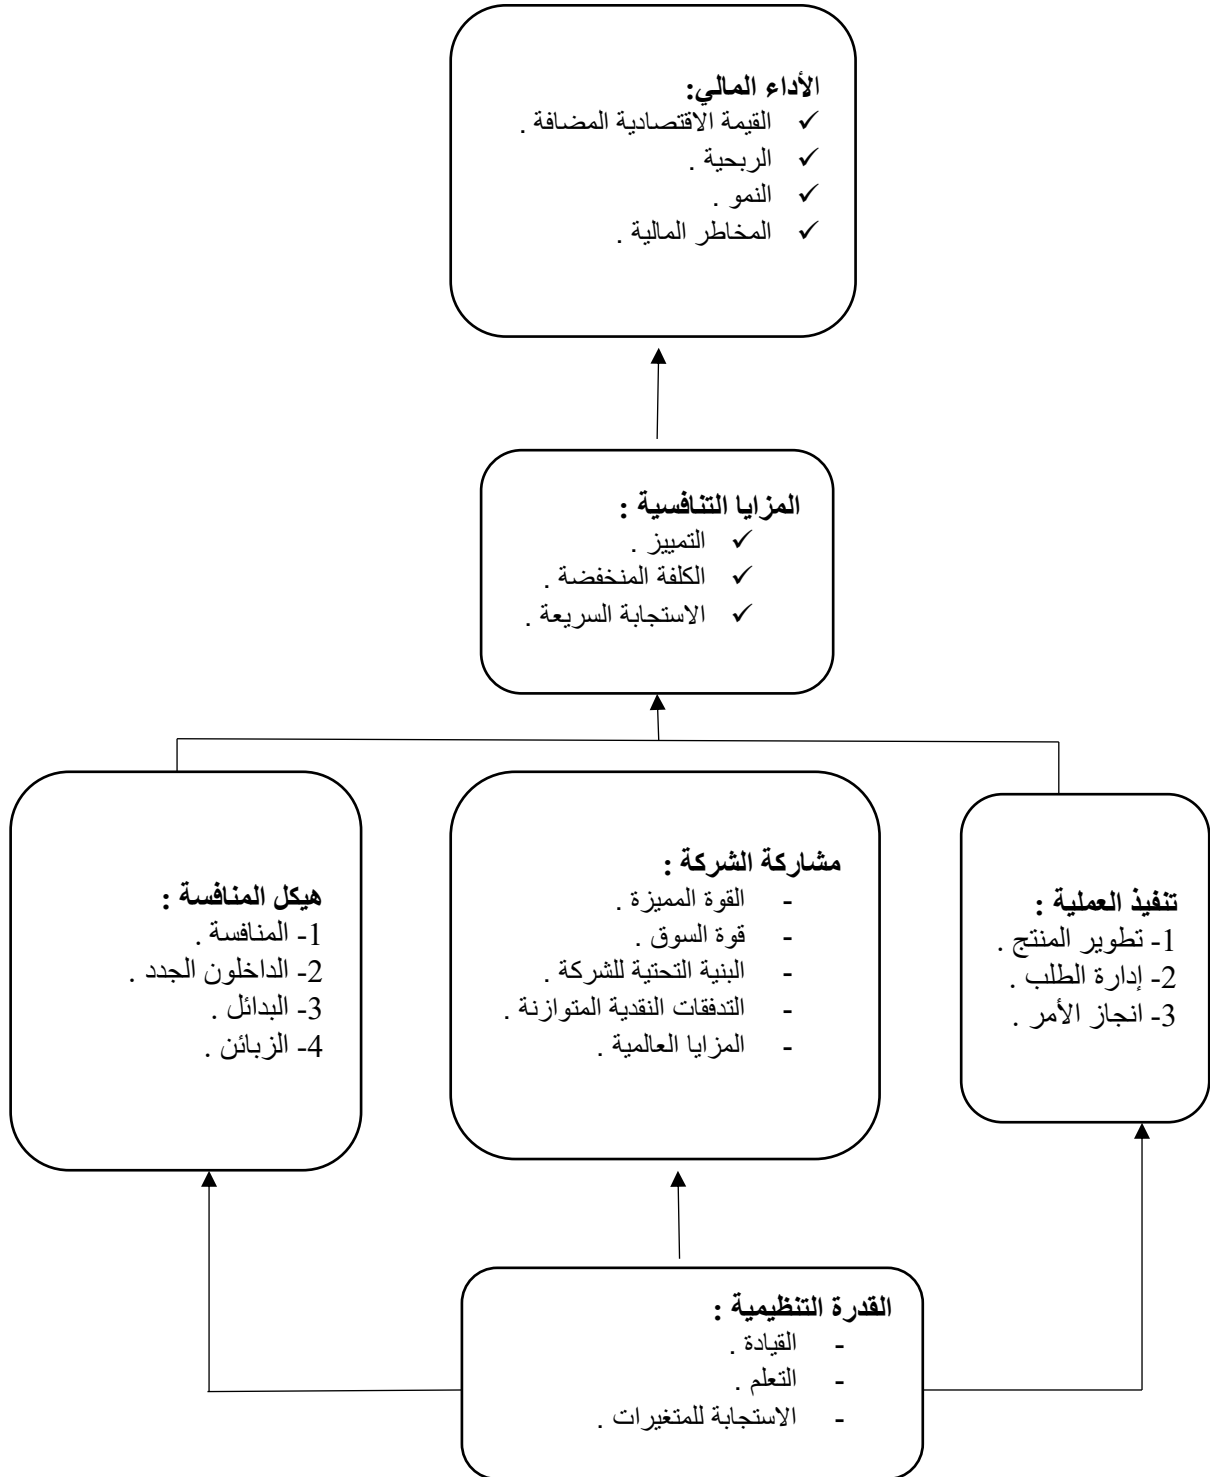 الأداء المالي:
✓ القيمة الاقتصادية المضافة .
✓ الربحية .
✓ النمو .
✓ المخاطر المالية .
المزايا التنافسية :
✓ التمييز .
✓ الكلفة المنخفضة .
✓ الاستجابة السريعة .
تنفيذ العملية :
1- تطوير المنتج .
2- إدارة الطلب .
3- انجاز الأمر .
مشاركة الشركة :
- القوة المميزة .
- قوة السوق .
- البنية التحتية للشركة .
- التدفقات النقدية المتوازنة .
- المزايا العالمية .
هيكل المنافسة :
1- المنافسة .
2- الداخلون الجدد .
3- البدائل .
4- الزبائن .
القدرة التنظيمية :
- القيادة .
- التعلم .
- الاستجابة للمتغيرات .